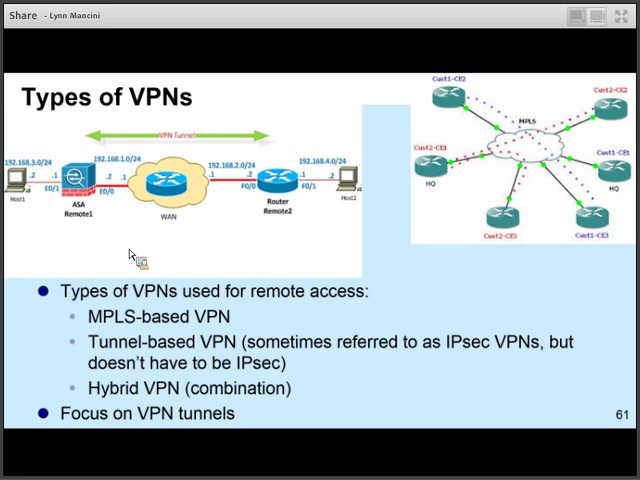 Share - Lynn Mancini
Types of VPNs
VPN Tunnel
192.168.3.0/24
192.168.1.0/24
192.168.2.0/24
192.168.4.0/24
.2 .1
.2 .1
.1 .2
.1 .2
E0/1
E0/0
F0/0
F0/1
Host1
ASA
Remote1
WAN
Router
Remote2
Host2
Cust1-CE2
Cust2-CE2
MPLS
Cust2-CE1
HQ
Cust1-CE1
HQ
Cust2-CE3
Cust1-CE3
Types of VPNs used for remote access:
MPLS-based VPN
Tunnel-based VPN (sometimes referred to as IPsec VPNs, but
doesn't have to be IPsec)
Hybrid VPN (combination)
Focus on VPN tunnels
61